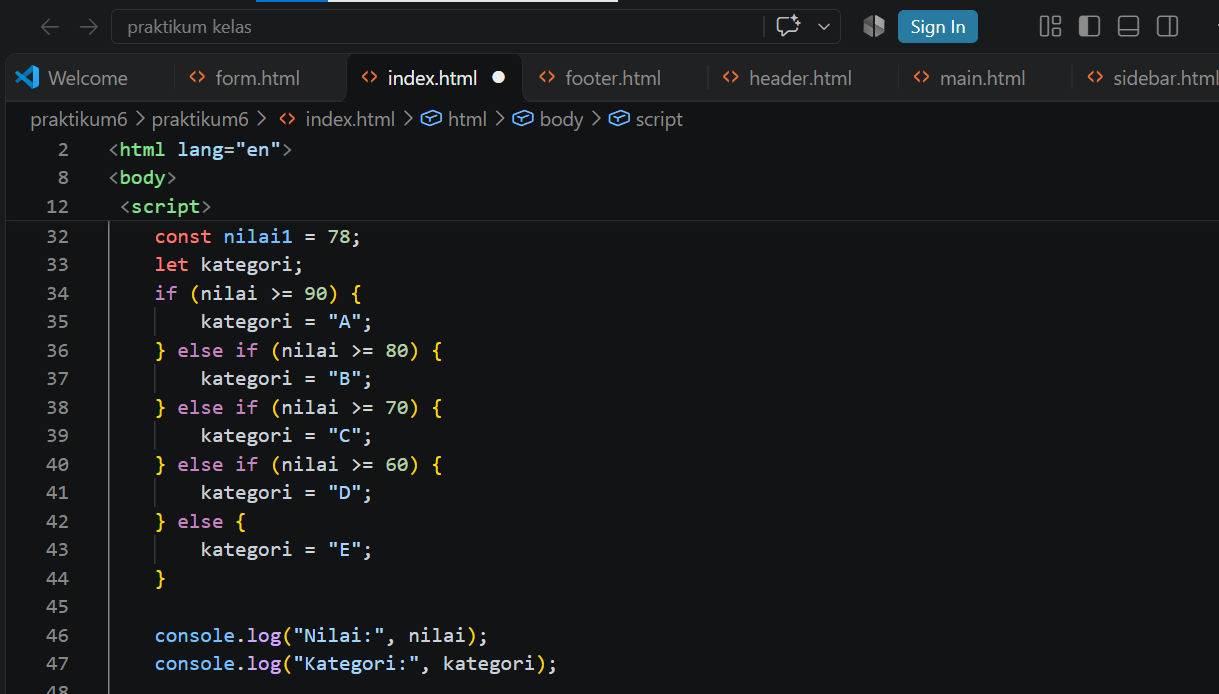 praktikum kelas
Sign In
Welcome
form.html
index.html
footer.html
header.html
main.html
sidebar.html
praktikum6 > praktikum6 > index.html > html > body > script
2 <html lang="en">
8 <body>
12 <script>
32 const nilai1 = 78;
33 let kategori;
34 if (nilai >= 90) {
35 kategori = "A";
36 } else if (nilai >= 80) {
37 kategori = "B";
38 } else if (nilai >= 70) {
39 kategori = "C";
40 } else if (nilai >= 60) {
41 kategori = "D";
42 } else {
43 kategori = "E";
44 }
45
46 console.log("Nilai:", nilai);
47 console.log("Kategori:", kategori);
48